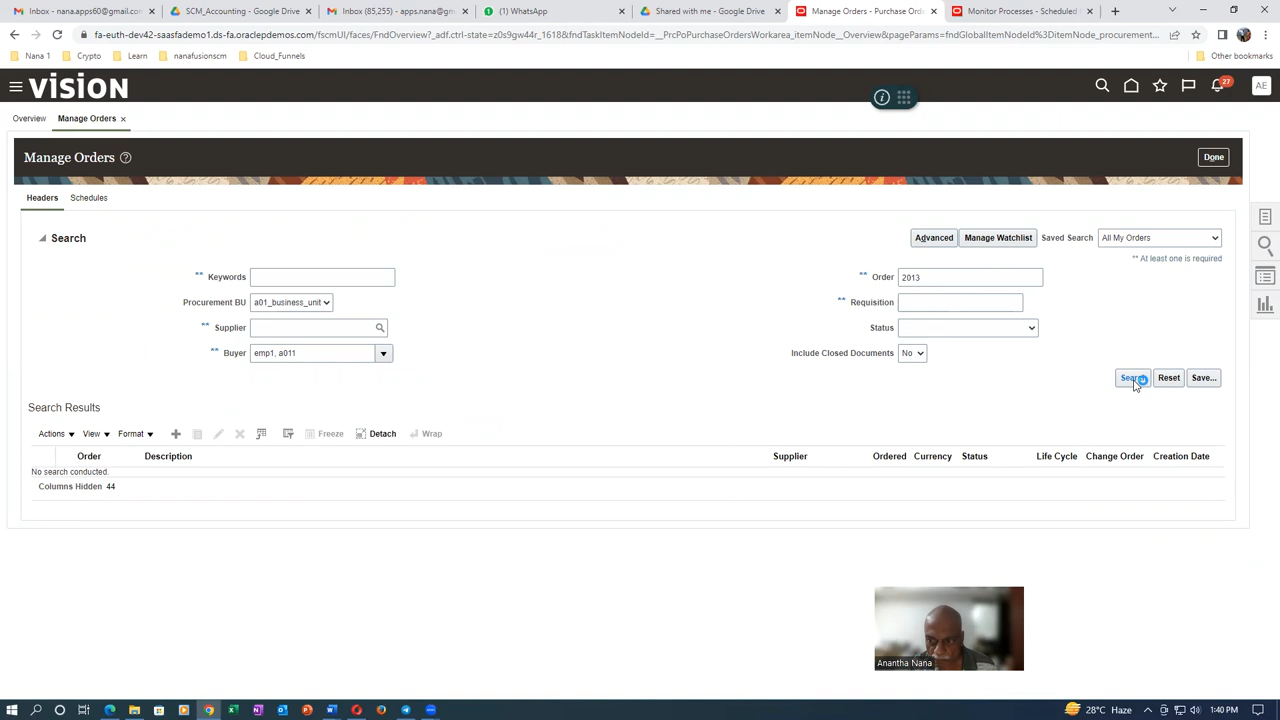 Inbox - nana.apps60@gmail.com
SCM_Accounting - Google Drive
Inbox (85,255) - apps.nana@gm
(1) WhatsApp
Shared with me - Google Drive
Manage Orders - Purchase Orde
Monitor Processes - Scheduled
fa-euth-dev42-saasfademo1.ds-fa.oraclepdemos.com/fscmUI/faces/FndOverview?_adf.ctrl-state=z0s9gw44r_1618&fndTaskItemNodeId=__PrcPoPurchaseOrdersWorkarea_itemNode__Overview&pageParams=fndGlobalItemNodeId%3DitemNode_procurement...
Nana 1
Crypto
Learn
nanafusionscm
Cloud_Funnels
Other bookmarks
VISION
27
AE
Overview
Manage Orders
Manage Orders
Done
Headers
Schedules
Search
Advanced
Manage Watchlist
Saved Search
All My Orders
** At least one is required
** Keywords
** Order 2013
Procurement BU a01_business_unit
** Requisition
** Supplier
Status
** Buyer emp1, a011
Include Closed Documents No
Reset
Save...
Search Results
Actions
View
Format
Freeze
Detach
Wrap
Order
Description
Supplier
Ordered
Currency
Status
Life Cycle
Change Order
Creation Date
No search conducted.
Columns Hidden 44
Anantha Nana
28°C Haze
1:40 PM